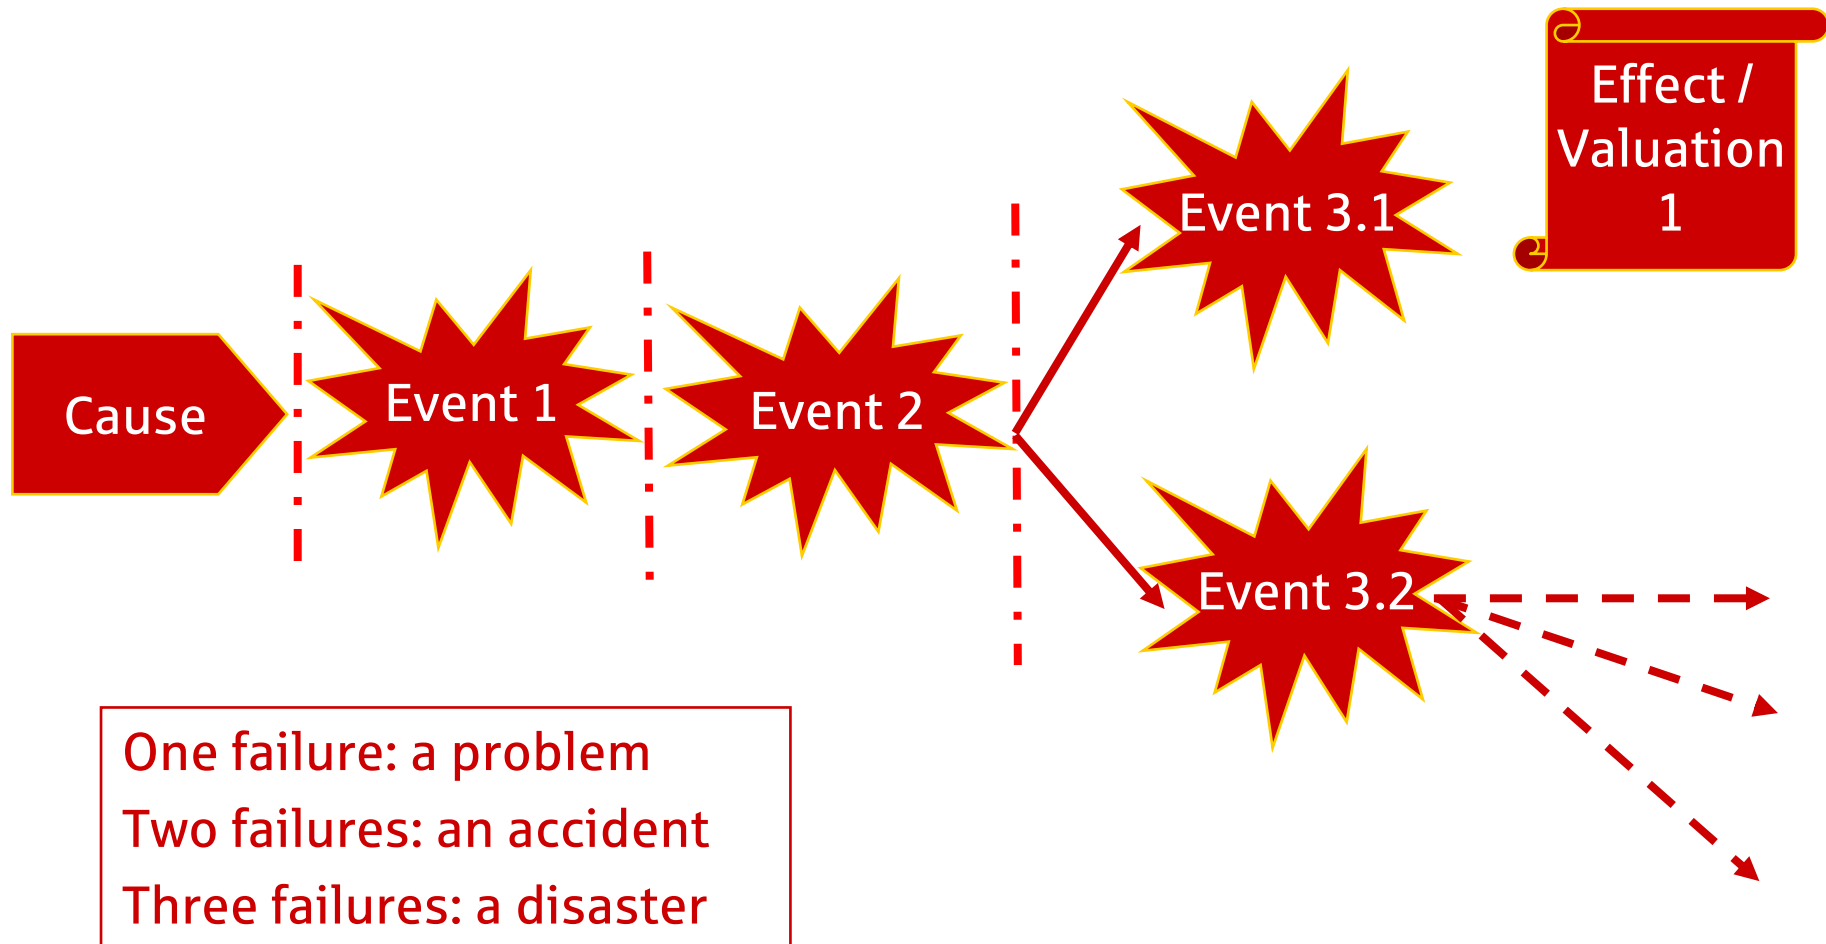 Cause
Event 1
Event 2
Event 3.1
Effect /
Valuation
1
Event 3.2
One failure: a problem
Two failures: an accident
Three failures: a disaster